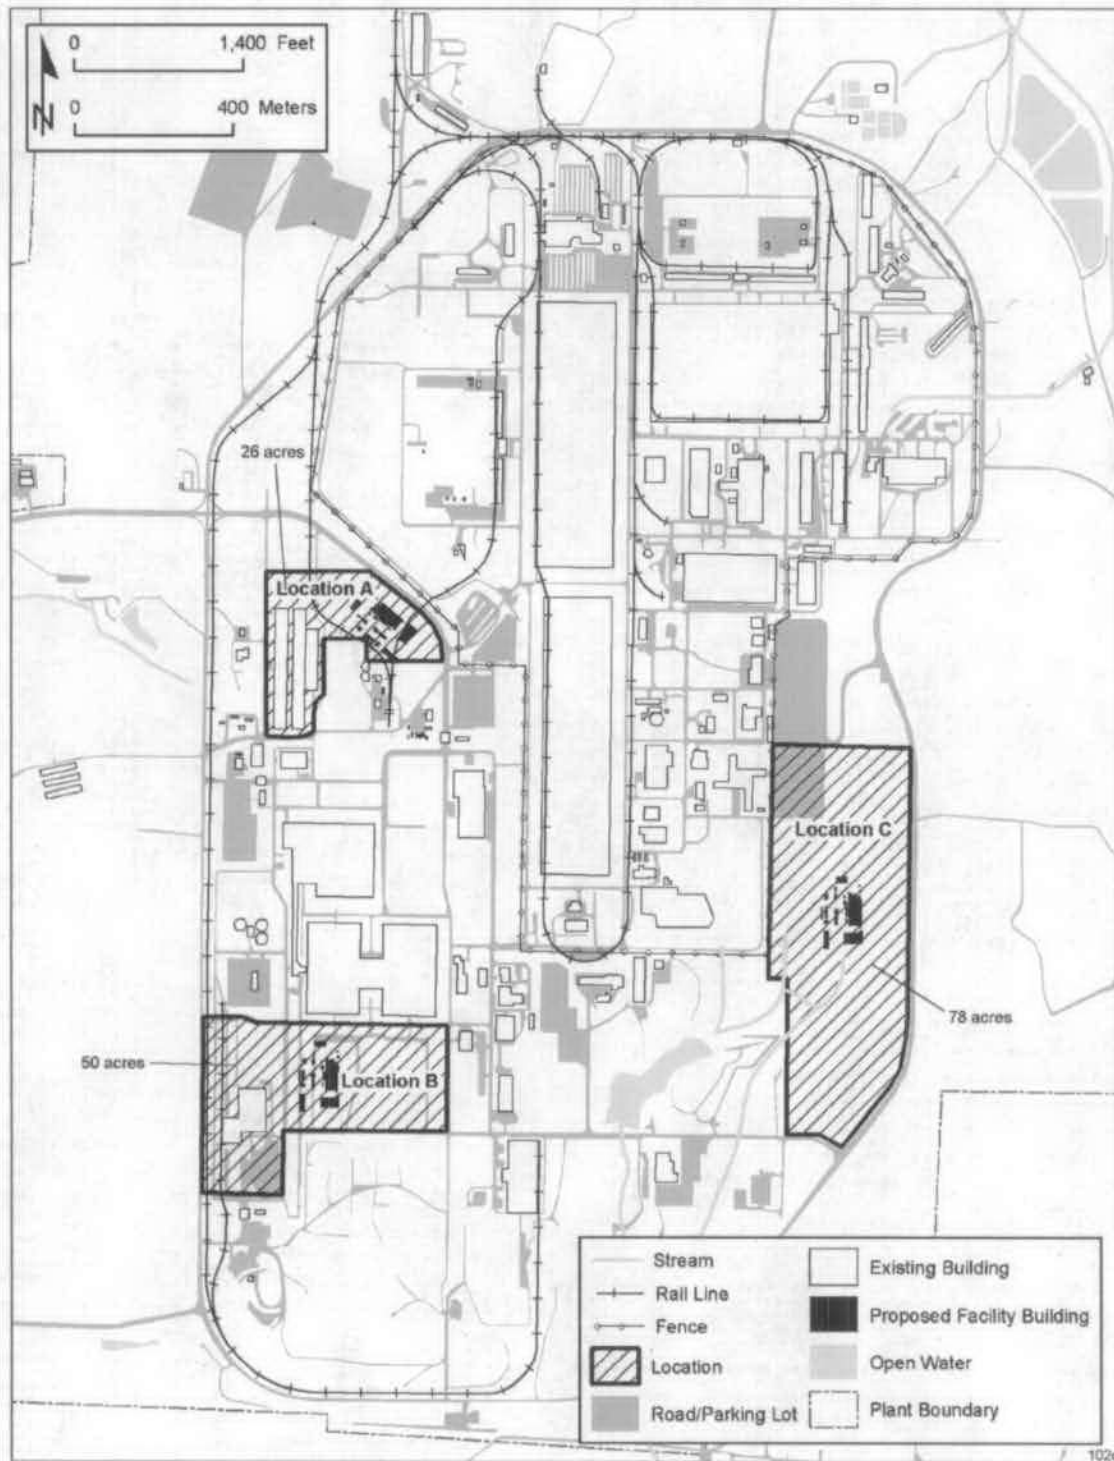 0 1,400 Feet
0 400 Meters
N
26 acres
Location A
Location C
78 acres
50 acres
Location B
Stream
Rail Line
Fence
Location
Road/Parking Lot
Existing Building
Proposed Facility Building
Open Water
Plant Boundary